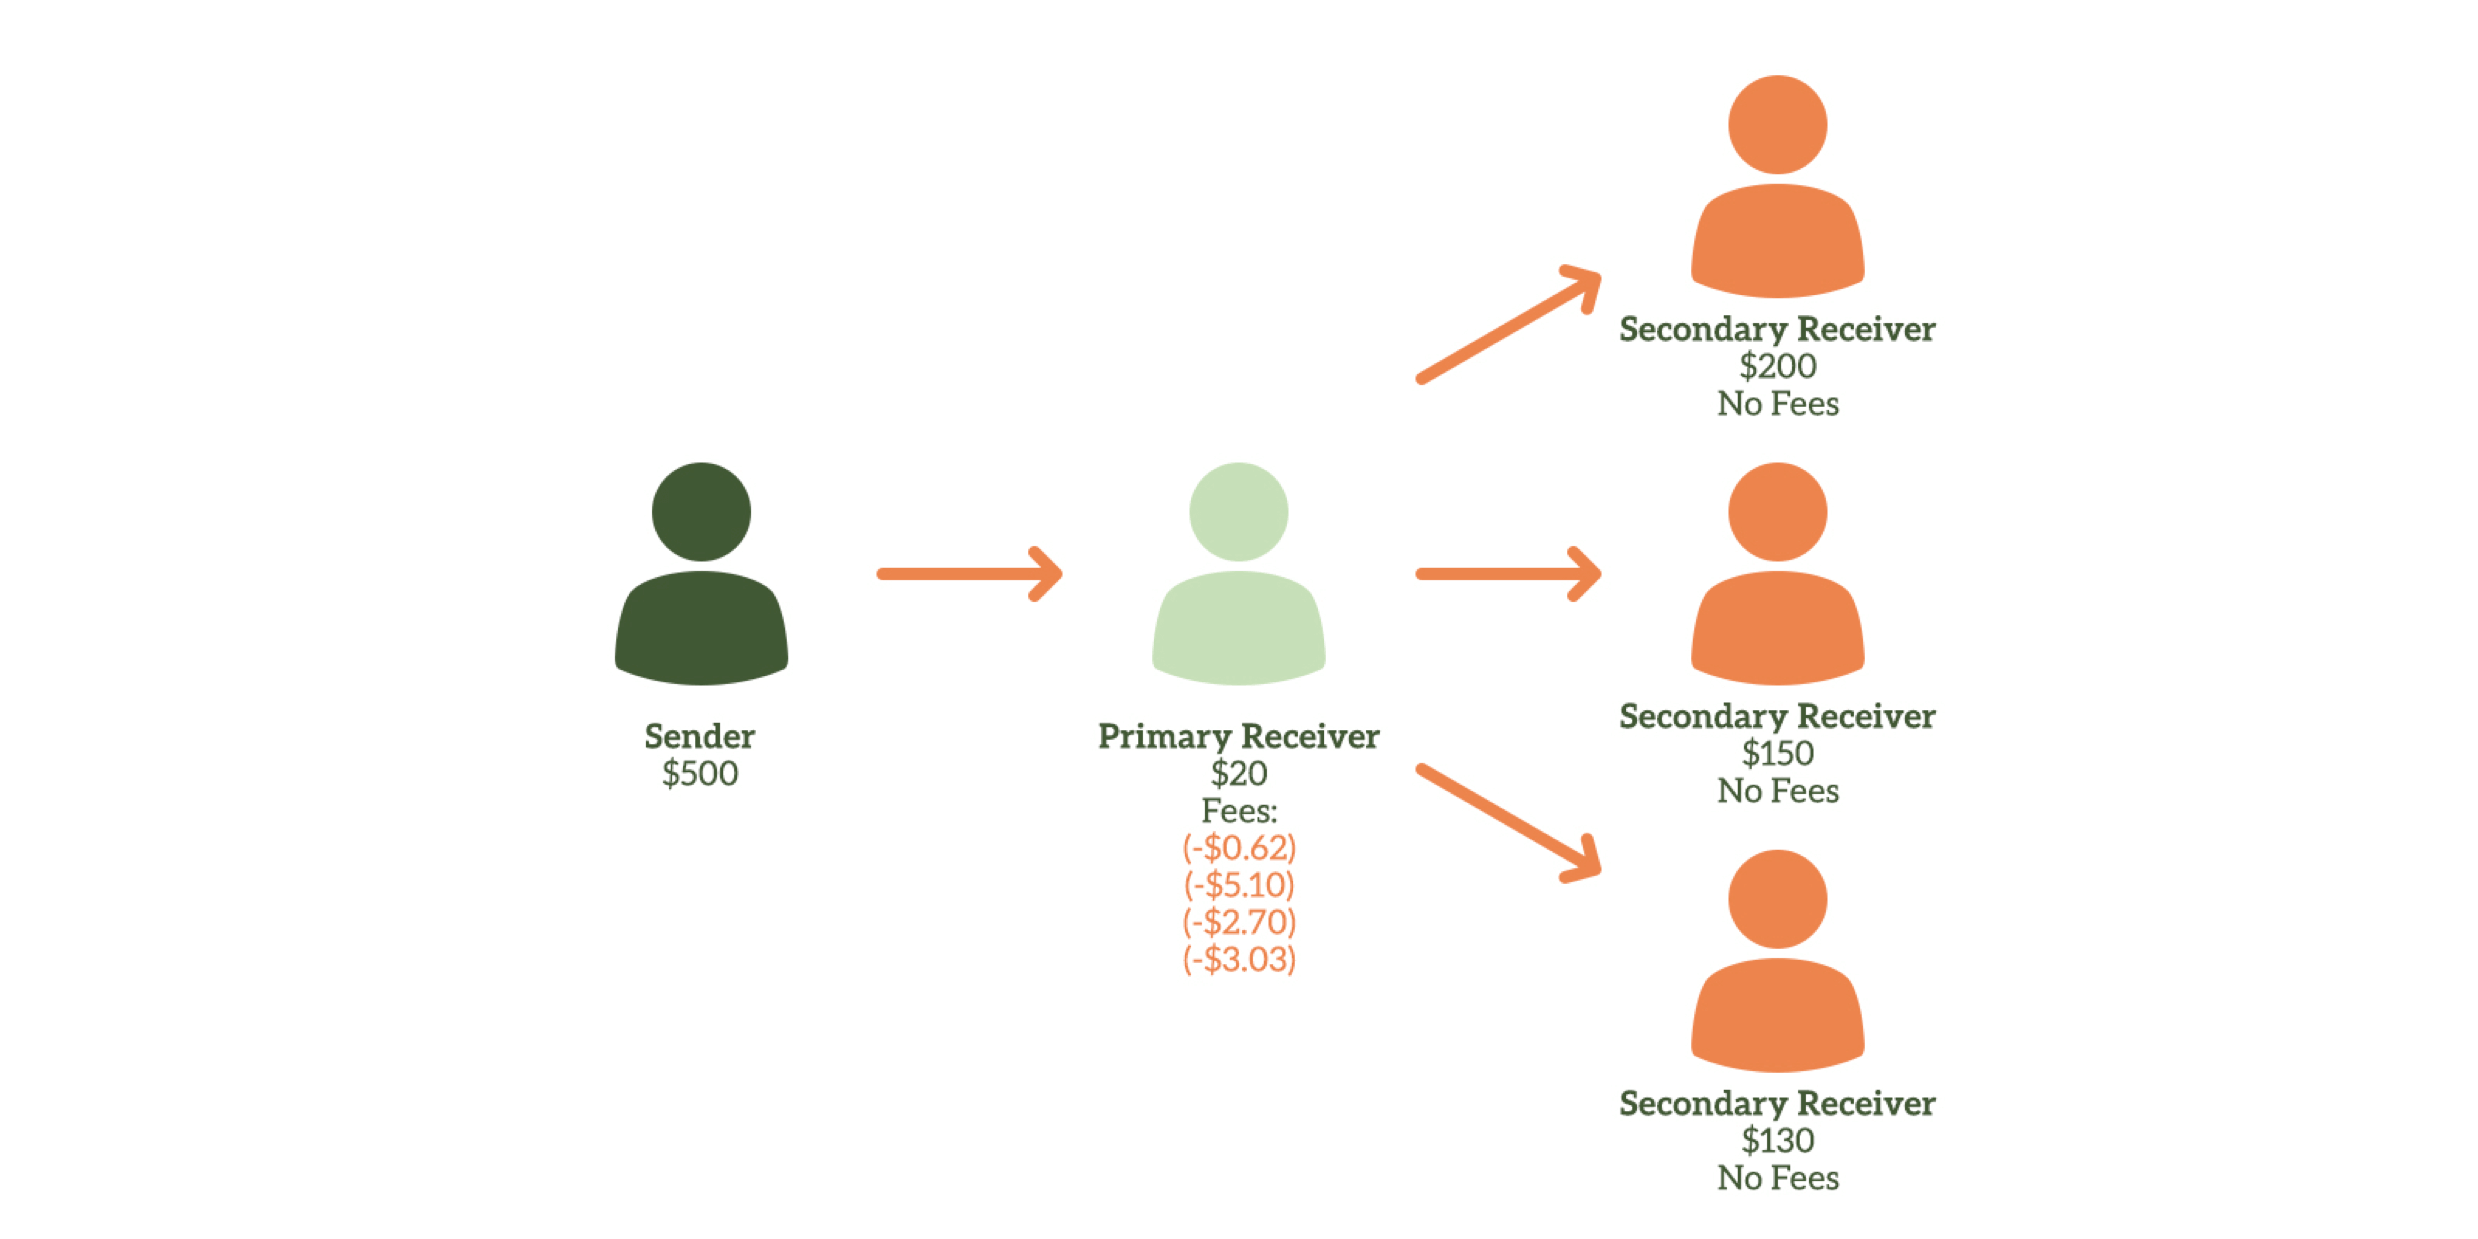 Sender
$500
Primary Receiver
$20
Fees:
(-$0.62)
(-$5.10)
(-$2.70)
(-$3.03)
Secondary Receiver
$200
No Fees
Secondary Receiver
$150
No Fees
Secondary Receiver
$130
No Fees